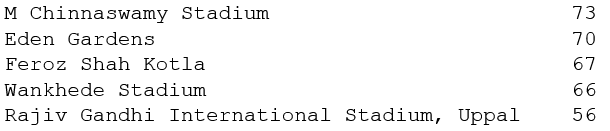 M Chinnaswamy Stadium 73
Eden Gardens 70
Feroz Shah Kotla 67
Wankhede Stadium 66
Rajiv Gandhi International Stadium, Uppal 56